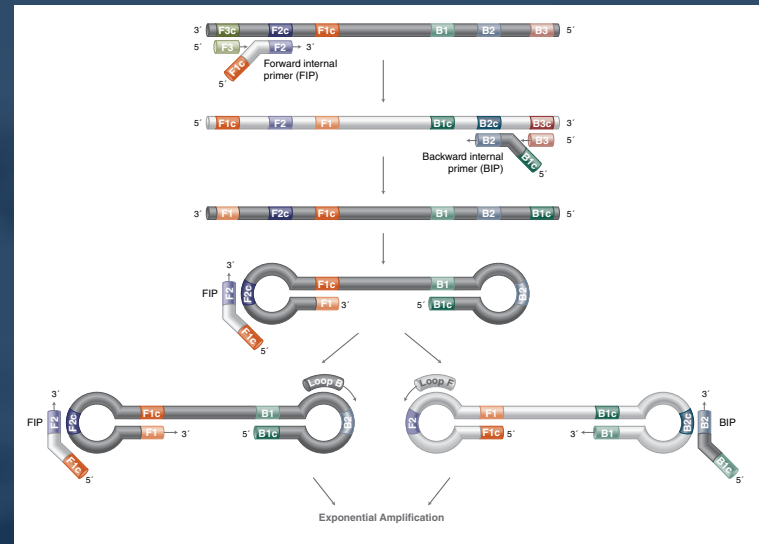 3´ F3c F2c F1c B1 B2 B3 5´
5´ F3 F2 3´
F1c
5´
Forward internal
primer (FIP)
5´ F1c F2 F1 B1c B2c B3c 3´
B2 B3
B1c
5´
Backward internal
primer (BIP)
3´ F1 F2c F1c B1 B2 B1c 5´
3´
FIP F2 F2c F1c B1 B2
F1 3´ 5´ B1c
F1c
5´
Loop B Loop F
3´
FIP F2 F2c F1c B1 B2
F1 3´ 5´ B1c
F1c
5´
F2 F1 B1c B2c B2 BIP
3´
F1c 5´ 3´ B1
B1c
5´
Exponential Amplification